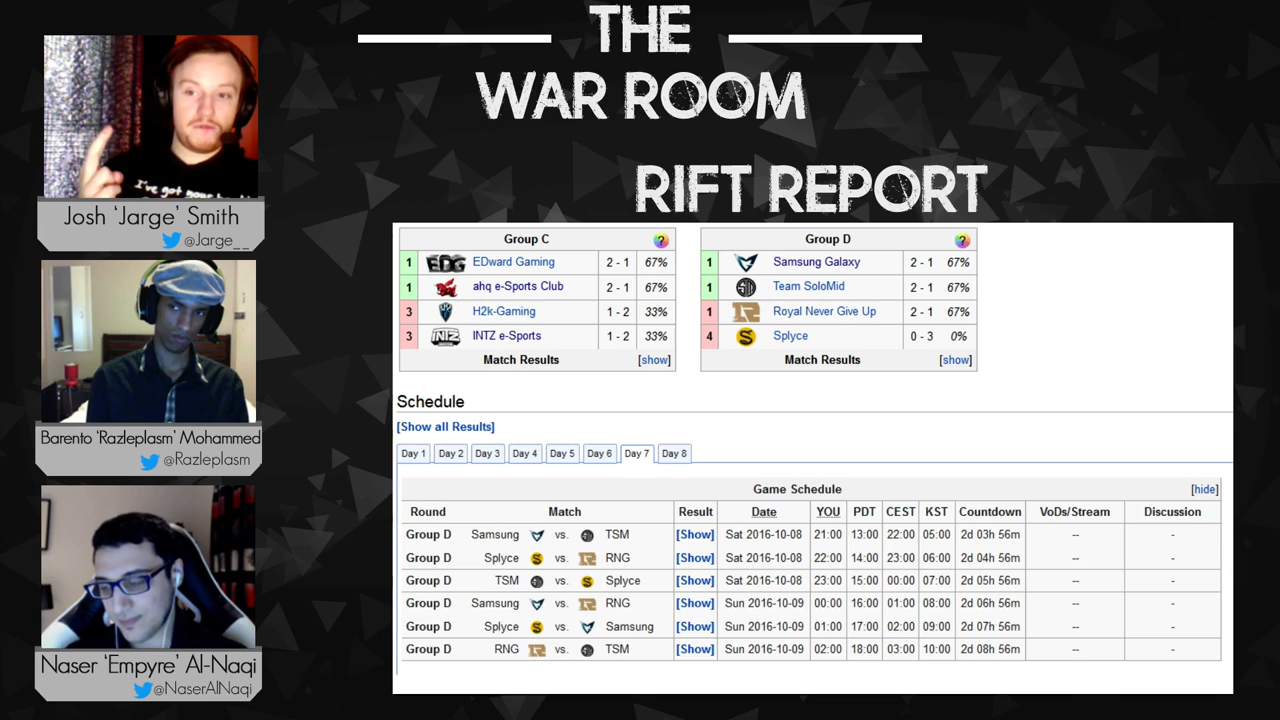 THE
WAR ROOM
RIFT REPORT
I've got your
Josh 'Jarge' Smith
@Jarge__
Barento 'Razleplasm' Mohammed
@Razleplasm
Naser 'Empyre' Al-Naqi
@NaserAlNaqi
Group C ?
1 EDG EDward Gaming 2 - 1 67%
1 ahq e-Sports Club 2 - 1 67%
3 H2k-Gaming 1 - 2 33%
3 INTZ INTZ e-Sports 1 - 2 33%
Match Results [show]
Group D ?
1 Samsung Galaxy 2 - 1 67%
1 Team SoloMid 2 - 1 67%
1 Royal Never Give Up 2 - 1 67%
4 S Splyce 0 - 3 0%
Match Results [show]
Schedule
[Show all Results]
Day 1 Day 2 Day 3 Day 4 Day 5 Day 6 Day 7 Day 8
Game Schedule [hide]
Round Match Result Date YOU PDT CEST KST Countdown VoDs/Stream Discussion
Group D Samsung vs. TSM [Show] Sat 2016-10-08 21:00 13:00 22:00 05:00 2d 03h 56m -- -
Group D Splyce vs. RNG [Show] Sat 2016-10-08 22:00 14:00 23:00 06:00 2d 04h 56m -- -
Group D TSM vs. Splyce [Show] Sat 2016-10-08 23:00 15:00 00:00 07:00 2d 05h 56m -- -
Group D Samsung vs. RNG [Show] Sun 2016-10-09 00:00 16:00 01:00 08:00 2d 06h 56m -- -
Group D Splyce vs. Samsung [Show] Sun 2016-10-09 01:00 17:00 02:00 09:00 2d 07h 56m -- -
Group D RNG vs. TSM [Show] Sun 2016-10-09 02:00 18:00 03:00 10:00 2d 08h 56m -- -